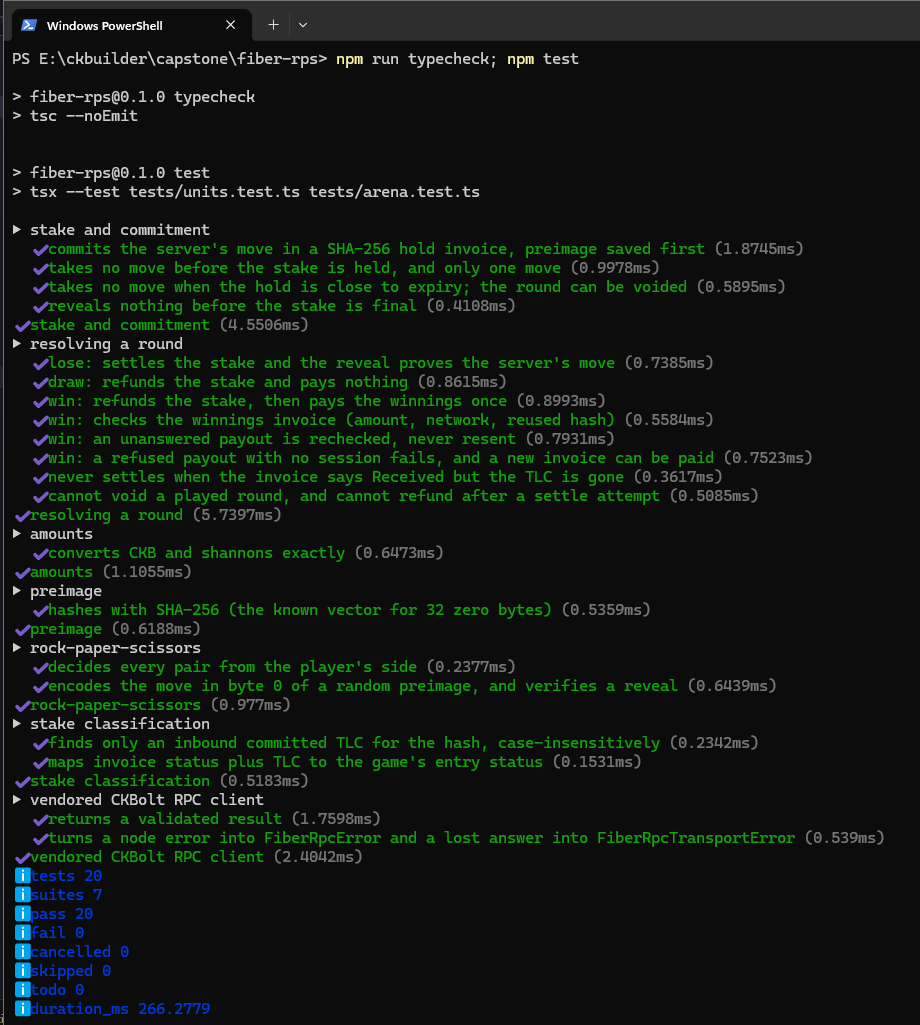 Windows PowerShell
PS E:\ckbuilder\capstone\fiber-rps> npm run typecheck; npm test
> fiber-rps@0.1.0 typecheck
> tsc --noEmit
> fiber-rps@0.1.0 test
> tsx --test tests/units.test.ts tests/arena.test.ts
▶ stake and commitment
✔commits the server's move in a SHA-256 hold invoice, preimage saved first (1.8745ms)
✔takes no move before the stake is held, and only one move (0.9978ms)
✔takes no move when the hold is close to expiry; the round can be voided (0.5895ms)
✔reveals nothing before the stake is final (0.4108ms)
✔stake and commitment (4.5506ms)
▶ resolving a round
✔lose: settles the stake and the reveal proves the server's move (0.7385ms)
✔draw: refunds the stake and pays nothing (0.8615ms)
✔win: refunds the stake, then pays the winnings once (0.8993ms)
✔win: checks the winnings invoice (amount, network, reused hash) (0.5584ms)
✔win: an unanswered payout is rechecked, never resent (0.7931ms)
✔win: a refused payout with no session fails, and a new invoice can be paid (0.7523ms)
✔never settles when the invoice says Received but the TLC is gone (0.3617ms)
✔cannot void a played round, and cannot refund after a settle attempt (0.5085ms)
✔resolving a round (5.7397ms)
▶ amounts
✔converts CKB and shannons exactly (0.6473ms)
✔amounts (1.1055ms)
▶ preimage
✔hashes with SHA-256 (the known vector for 32 zero bytes) (0.5359ms)
✔preimage (0.6188ms)
▶ rock-paper-scissors
✔decides every pair from the player's side (0.2377ms)
✔encodes the move in byte 0 of a random preimage, and verifies a reveal (0.6439ms)
✔rock-paper-scissors (0.977ms)
▶ stake classification
✔finds only an inbound committed TLC for the hash, case-insensitively (0.2342ms)
✔maps invoice status plus TLC to the game's entry status (0.1531ms)
✔stake classification (0.5183ms)
▶ vendored CKBolt RPC client
✔returns a validated result (1.7598ms)
✔turns a node error into FiberRpcError and a lost answer into FiberRpcTransportError (0.539ms)
✔vendored CKBolt RPC client (2.4042ms)
ℹtests 20
ℹsuites 7
ℹpass 20
ℹfail 0
ℹcancelled 0
ℹskipped 0
ℹtodo 0
ℹduration_ms 266.2779